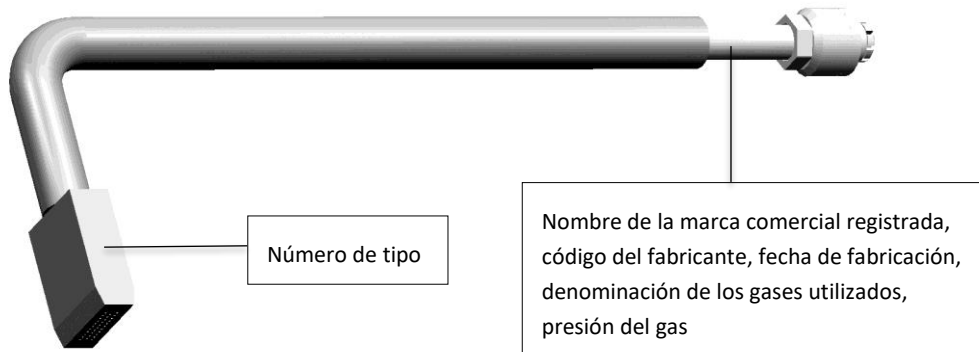 Número de tipo
Nombre de la marca comercial registrada,
código del fabricante, fecha de fabricación,
denominación de los gases utilizados,
presión del gas